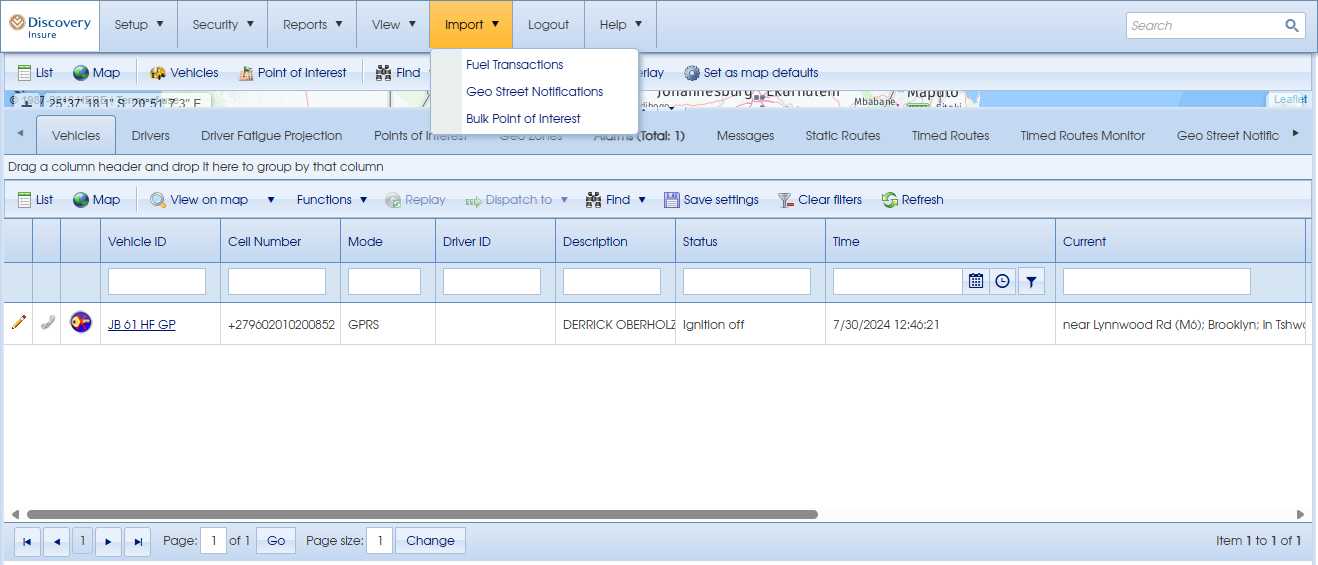 Discovery
Insure
Setup Security Reports View Import Logout Help Search
List Map Vehicles Point of Interest Find Set as map defaults
Fuel Transactions
Geo Street Notifications
Bulk Point of Interest
25°37'18.1" S, 20°51'7.3" E
Mbabane
Maputo
Leaflet
Vehicles Drivers Driver Fatigue Projection Points of Interest Geo Zones Alarms (Total: 1) Messages Static Routes Timed Routes Timed Routes Monitor Geo Street Notific
Drag a column header and drop it here to group by that column
List Map View on map Functions Replay Dispatch to Find Save settings Clear filters Refresh
Vehicle ID Cell Number Mode Driver ID Description Status Time Current
JB 61 HF GP +279602010200852 GPRS DERRICK OBERHOLZ Ignition off 7/30/2024 12:46:21 near Lynnwood Rd (M6); Brooklyn; in Tshwa
1 Page: 1 of 1 Go Page size: 1 Change Item 1 to 1 of 1